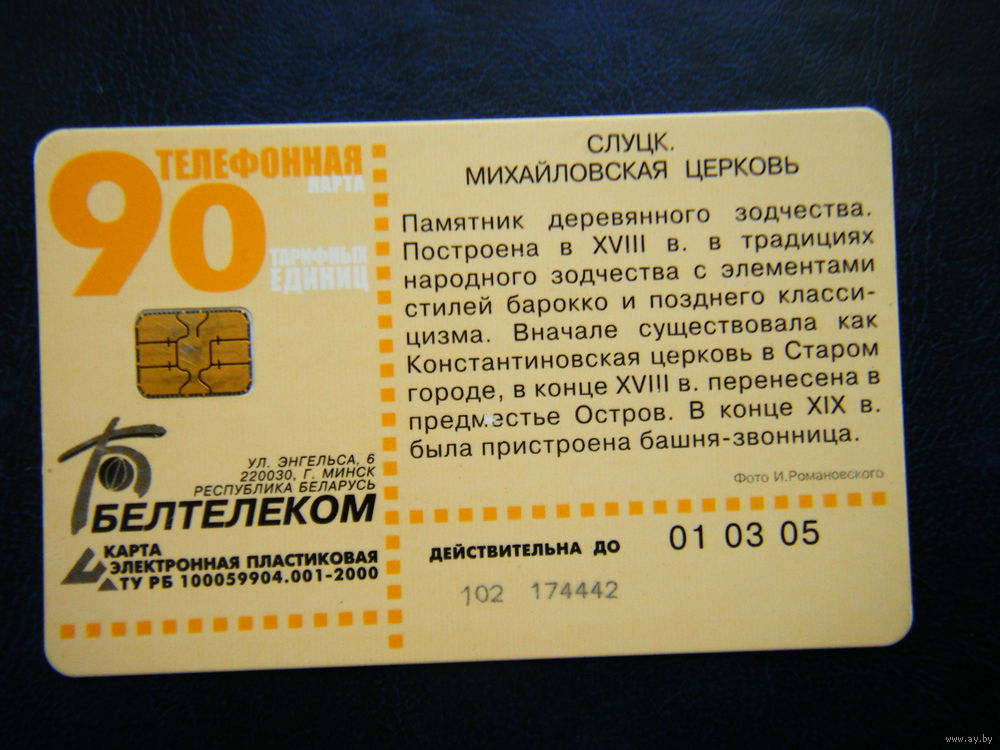 90
ТЕЛЕФОННАЯ
КАРТА
ТАРИФНЫХ
ЕДИНИЦ
УЛ. ЭНГЕЛЬСА, 6
220030, Г. МИНСК
РЕСПУБЛИКА БЕЛАРУСЬ
БЕЛТЕЛЕКОМ
КАРТА
ЭЛЕКТРОННАЯ ПЛАСТИКОВАЯ
ТУ РБ 100059904.001-2000
СЛУЦК.
МИХАЙЛОВСКАЯ ЦЕРКОВЬ
Памятник деревянного зодчества.
Построена в XVIII в. в традициях
народного зодчества с элементами
стилей барокко и позднего класси-
цизма. Вначале существовала как
Константиновская церковь в Старом
городе, в конце XVIII в. перенесена в
предместье Остров. В конце XIX в.
была пристроена башня-звонница.
Фото И.Романовского
ДЕЙСТВИТЕЛЬНА ДО 01 03 05
102 174442
www.ay.by